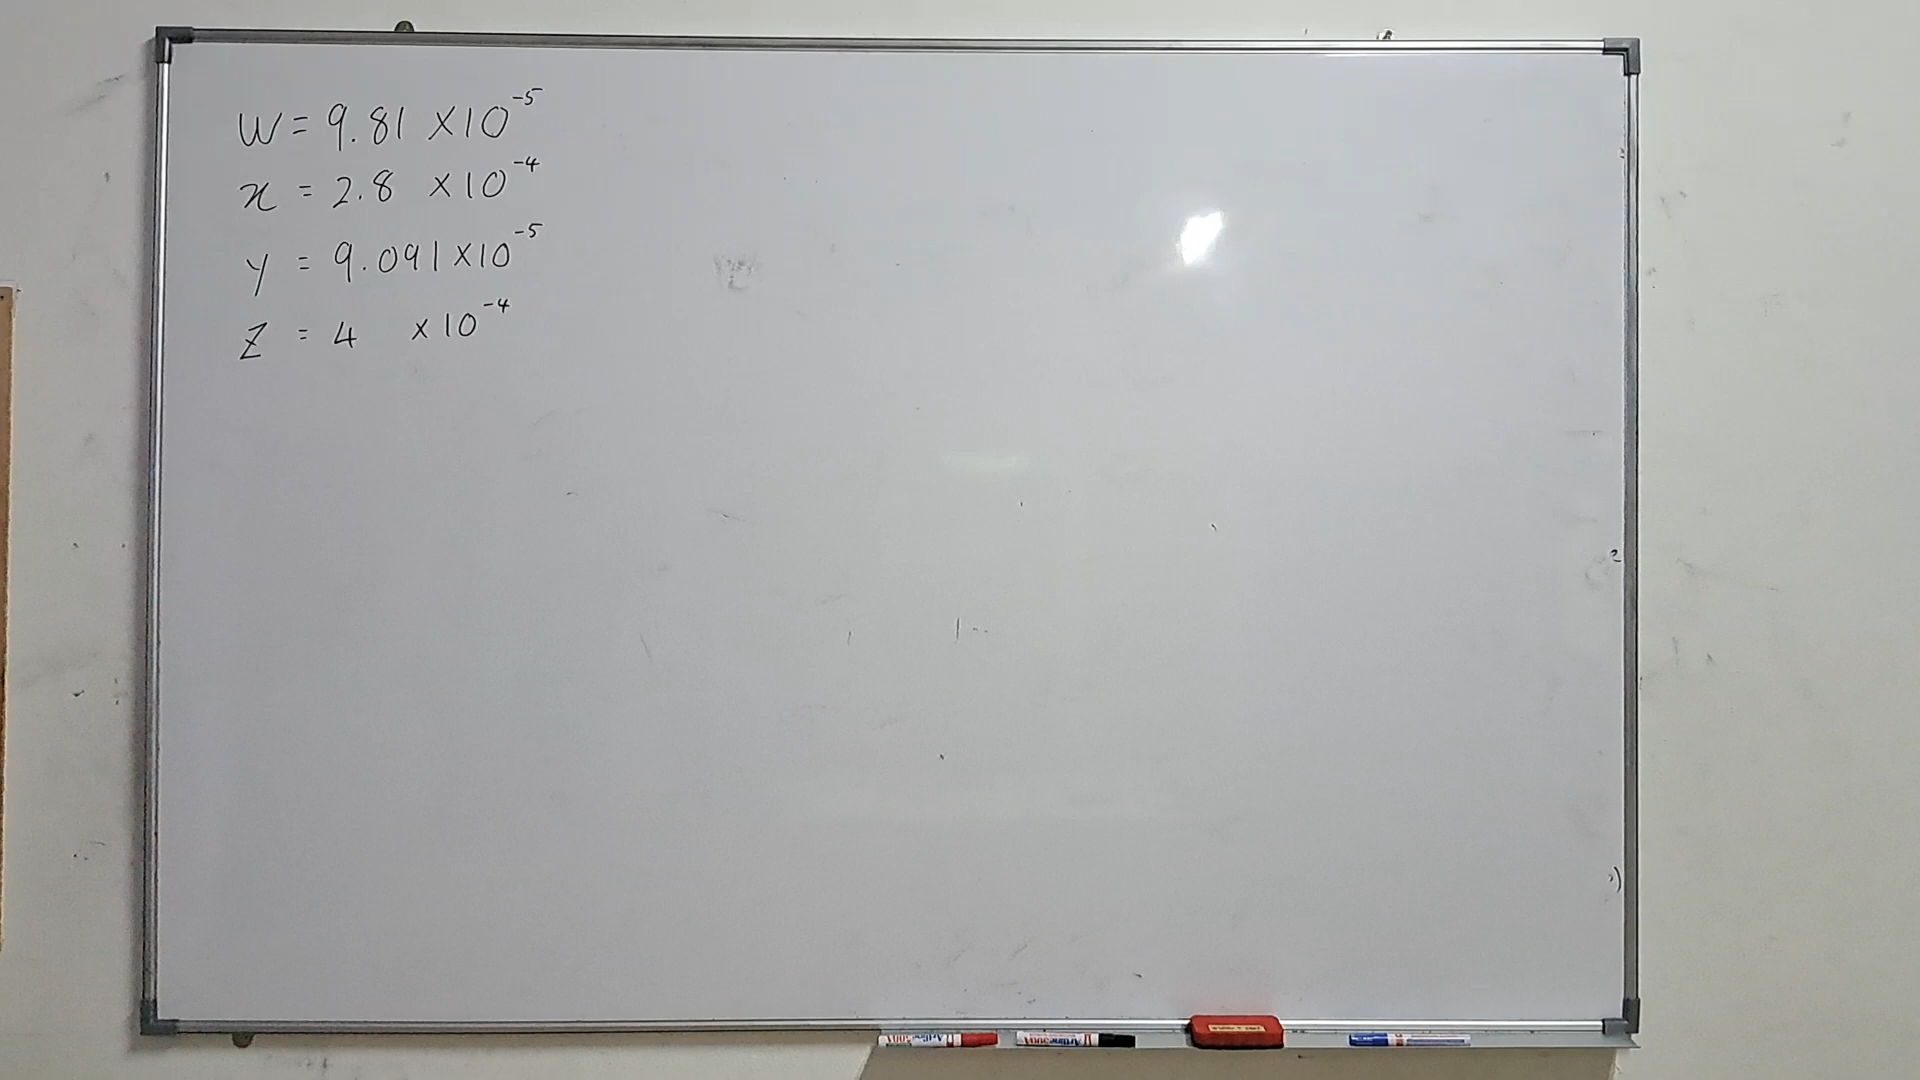 W = 9.81 × 10⁻⁵
x = 2.8 × 10⁻⁴
y = 9.091 × 10⁻⁵
Z = 4 × 10⁻⁴